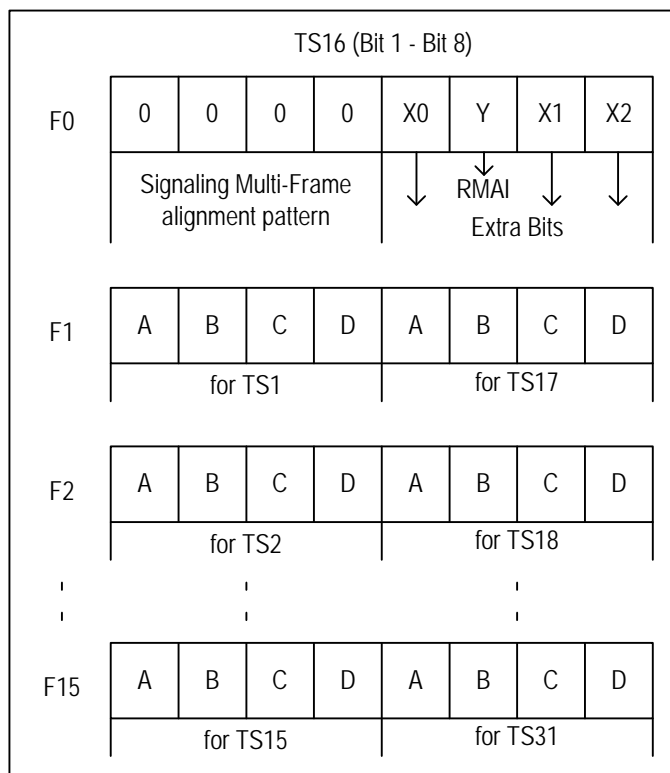 TS16 (Bit 1 - Bit 8)
F0 0 0 0 0 X0 Y X1 X2
Signaling Multi-Frame
alignment pattern
RMAI
Extra Bits
F1 A B C D A B C D
for TS1 for TS17
F2 A B C D A B C D
for TS2 for TS18
F15 A B C D A B C D
for TS15 for TS31